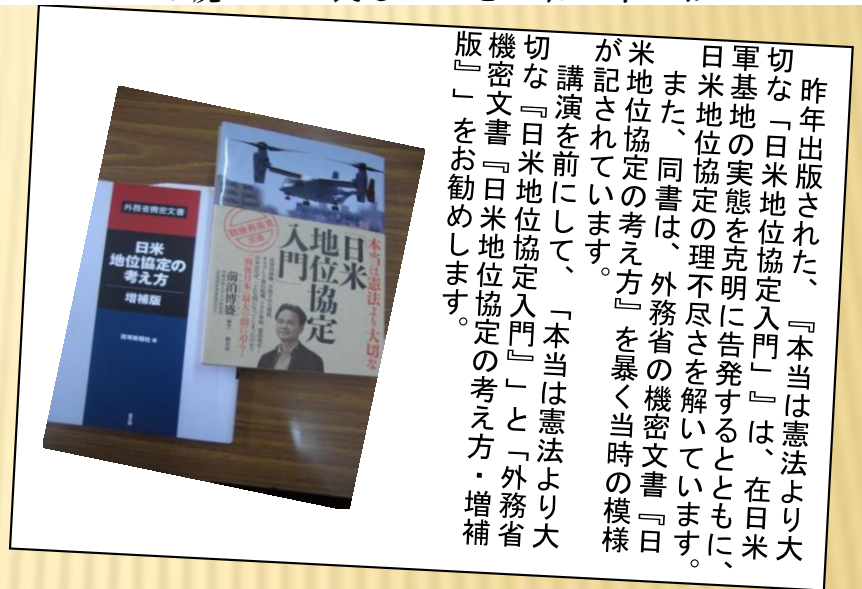 昨年出版された、『本当は憲法より大
切な「日米地位協定入門」』は、在日米
軍基地の実態を克明に告発するとともに、
日米地位協定の理不尽さを解いています。
また、同書は、外務省の機密文書『日
米地位協定の考え方』を暴く当時の模様
が記されています。
講演を前にして、「本当は憲法より大
切な『日米地位協定入門』」と「外務省
機密文書『日米地位協定の考え方・増補
版』」をお勧めします。
外務省機密文書
日米
地位協定の
考え方
増補版
琉球新報社 編
本当は憲法より大切な
日米
地位協定
入門
前泊博盛